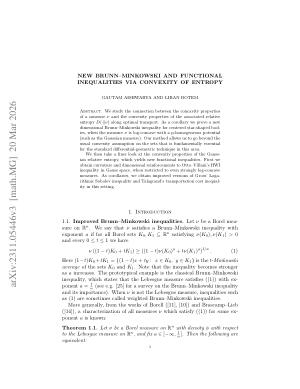 NEW BRUNN–MINKOWSKI AND FUNCTIONAL
INEQUALITIES VIA CONVEXITY OF ENTROPY
GAUTAM AISHWARYA AND LIRAN ROTEM
Abstract. We study the connection between the concavity properties
of a measure ν and the convexity properties of the associated relative
entropy D(·‖ν) along optimal transport. As a corollary we prove a new
dimensional Brunn-Minkowski inequality for centered star-shaped bod-
ies, when the measure ν is log-concave with a p-homogeneous potential
(such as the Gaussian measure). Our method allows us to go beyond the
usual convexity assumption on the sets that is fundamentally essential
for the standard differential-geometric technique in this area.
We then take a finer look at the convexity properties of the Gaus-
sian relative entropy, which yields new functional inequalities. First we
obtain curvature and dimensional reinforcements to Otto–Villani's HWI
inequality in Gauss space, when restricted to even strongly log-concave
measures. As corollaries, we obtain improved versions of Gross' Loga-
rithmic Sobolev inequality and Talagrand's transportation cost inequal-
ity in this setting.
1. Introduction
1.1. Improved Brunn–Minkowski inequalities. Let ν be a Borel mea-
sure on ℝⁿ. We say that ν satisfies a Brunn–Minkowski inequality with
exponent α if for all Borel sets K₀, K₁ ⊆ ℝⁿ satisfying ν(K₀), ν(K₁) > 0
and every 0 ≤ t ≤ 1 we have
ν ((1 − t)K₀ + tK₁) ≥ ((1 − t)ν(K₀)^α + tν(K₁)^α)^{1/α} (1)
Here (1−t)K₀+tK₁ = {(1 − t)x + ty : x ∈ K₀, y ∈ K₁} is the t-Minkowski
average of the sets K₀ and K₁. Note that the inequality becomes stronger
as α increases. The prototypical example is the classical Brunn–Minkowski
inequality, which states that the Lebesgue measure satisfies ((1)) with ex-
ponent α = 1/n (see e.g. [25] for a survey on the Brunn–Minkowski inequality
and its importance). When ν is not the Lebesgue measure, inequalities such
as (1) are sometimes called weighted Brunn–Minkowski inequalities.
More generally, from the works of Borell ([11], [10]) and Brascamp-Lieb
([14]), a characterization of all measures ν which satisfy ((1)) for some ex-
ponent α is known:
Theorem 1.1. Let ν be a Borel measure on ℝⁿ with density φ with respect
to the Lebesgue measure on ℝⁿ, and fix α ∈ [−∞, 1/n]. Then the following are
equivalent:
1
arXiv:2311.05446v3 [math.MG] 20 Mar 2026